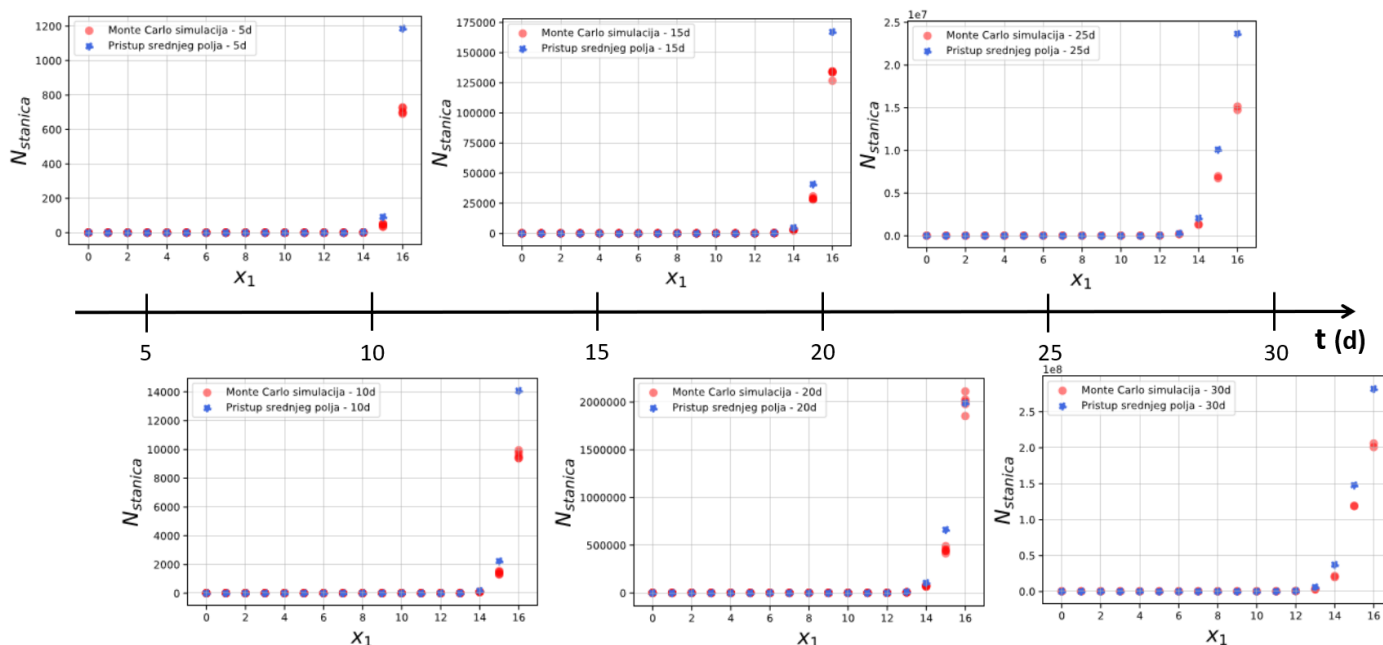 Monte Carlo simulacija - 5d
Pristup srednjeg polja - 5d
1200
1000
800
600
400
200
0
N_stanica
0 2 4 6 8 10 12 14 16
x_1
Monte Carlo simulacija - 15d
Pristup srednjeg polja - 15d
175000
150000
125000
100000
75000
50000
25000
0
N_stanica
0 2 4 6 8 10 12 14 16
x_1
1e7
Monte Carlo simulacija - 25d
Pristup srednjeg polja - 25d
2.5
2.0
1.5
1.0
0.5
0.0
N_stanica
0 2 4 6 8 10 12 14 16
x_1
5 10 15 20 25 30
t (d)
Monte Carlo simulacija - 10d
Pristup srednjeg polja - 10d
14000
12000
10000
8000
6000
4000
2000
0
N_stanica
0 2 4 6 8 10 12 14 16
x_1
Monte Carlo simulacija - 20d
Pristup srednjeg polja - 20d
2000000
1500000
1000000
500000
0
N_stanica
0 2 4 6 8 10 12 14 16
x_1
1e8
Monte Carlo simulacija - 30d
Pristup srednjeg polja - 30d
2.5
2.0
1.5
1.0
0.5
0.0
N_stanica
0 2 4 6 8 10 12 14 16
x_1